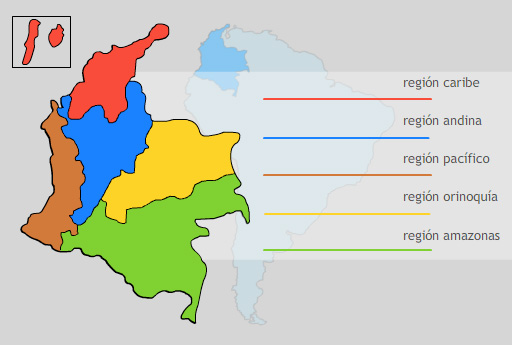 región caribe
región andina
región pacífico
región orinoquía
región amazonas